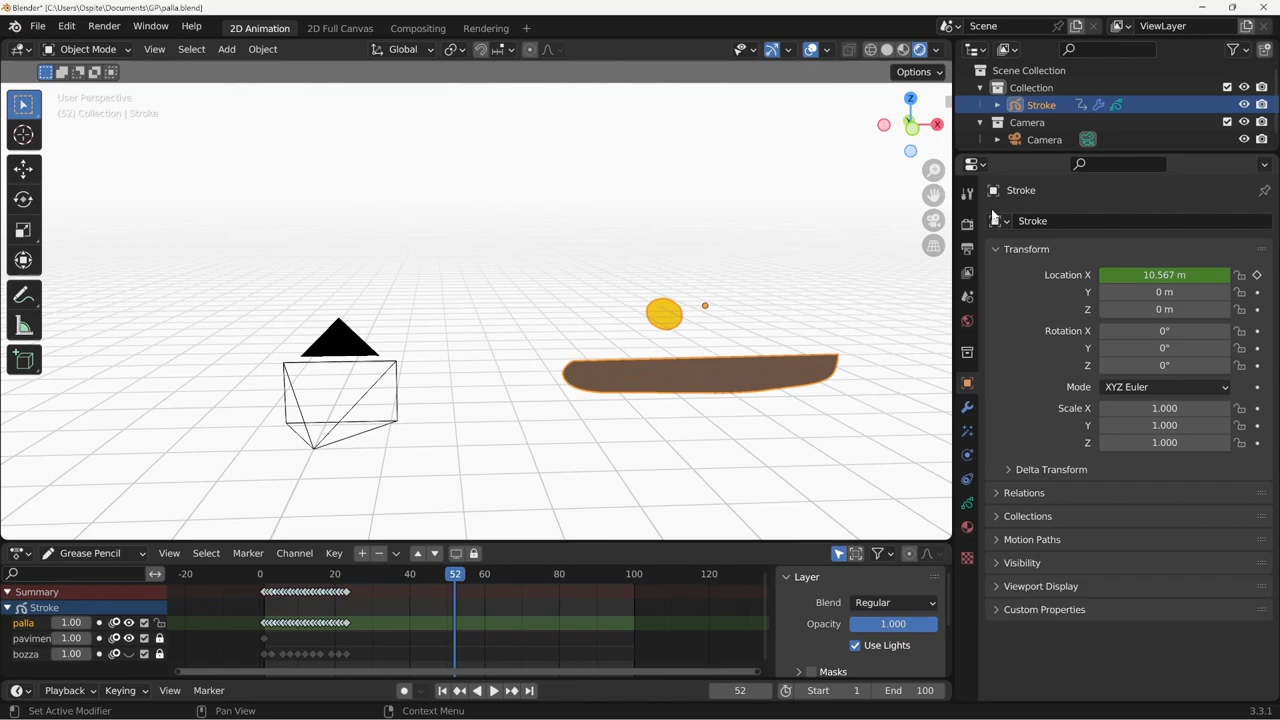 Blender* [C:\Users\Ospite\Documents\GP\palla.blend]
File Edit Render Window Help 2D Animation 2D Full Canvas Compositing Rendering + Scene ViewLayer
Object Mode View Select Add Object Global
Options
User Perspective
(52) Collection | Stroke
Z
X
Y
Scene Collection
Collection
Stroke
Camera
Camera
Stroke
Stroke
Transform
Location X 10.567 m
Y 0 m
Z 0 m
Rotation X 0°
Y 0°
Z 0°
Mode XYZ Euler
Scale X 1.000
Y 1.000
Z 1.000
Delta Transform
Relations
Collections
Motion Paths
Visibility
Viewport Display
Custom Properties
Grease Pencil View Select Marker Channel Key
-20 0 20 40 52 60 80 100 120
Summary
Stroke
palla 1.00
pavimen 1.00
bozza 1.00
Layer
Blend Regular
Opacity 1.000
Use Lights
Masks
Playback Keying View Marker 52 Start 1 End 100
Set Active Modifier Pan View Context Menu 3.3.1